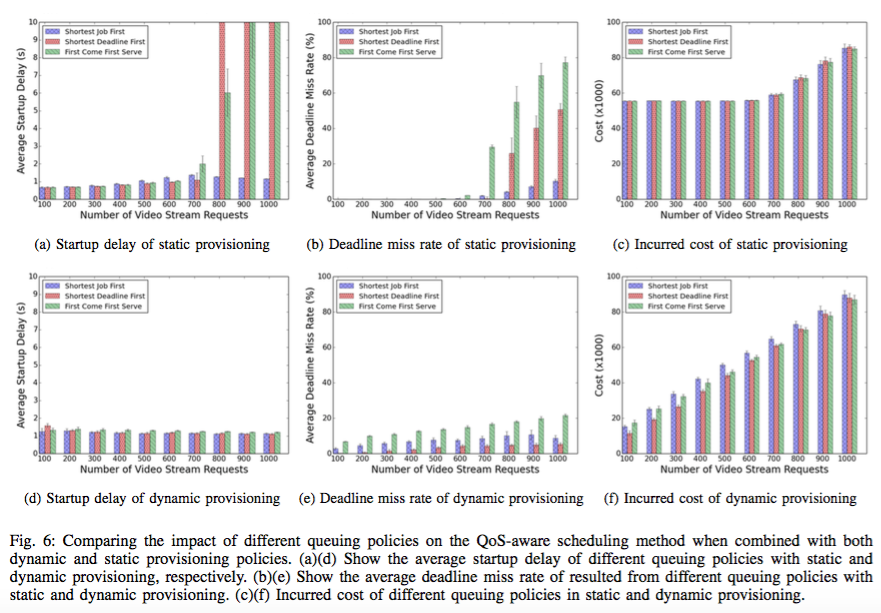 Average Startup Delay (s)
10
9
8
7
6
5
4
3
2
1
0
Shortest Job First
Shortest Deadline First
First Come First Serve
100 200 300 400 500 600 700 800 900 1000
Number of Video Stream Requests
(a) Startup delay of static provisioning
Average Deadline Miss Rate (%)
100
80
60
40
20
0
Shortest Job First
Shortest Deadline First
First Come First Serve
100 200 300 400 500 600 700 800 900 1000
Number of Video Stream Requests
(b) Deadline miss rate of static provisioning
Cost (x1000)
100
80
60
40
20
0
Shortest Job First
Shortest Deadline First
First Come First Serve
100 200 300 400 500 600 700 800 900 1000
Number of Video Stream Requests
(c) Incurred cost of static provisioning
Average Startup Delay (s)
10
9
8
7
6
5
4
3
2
1
0
Shortest Job First
Shortest Deadline First
First Come First Serve
100 200 300 400 500 600 700 800 900 1000
Number of Video Stream Requests
(d) Startup delay of dynamic provisioning
Average Deadline Miss Rate (%)
100
80
60
40
20
0
Shortest Job First
Shortest Deadline First
First Come First Serve
100 200 300 400 500 600 700 800 900 1000
Number of Video Stream Requests
(e) Deadline miss rate of dynamic provisioning
Cost (x1000)
100
80
60
40
20
0
Shortest Job First
Shortest Deadline First
First Come First Serve
100 200 300 400 500 600 700 800 900 1000
Number of Video Stream Requests
(f) Incurred cost of dynamic provisioning
Fig. 6: Comparing the impact of different queuing policies on the QoS-aware scheduling method when combined with both
dynamic and static provisioning policies. (a)(d) Show the average startup delay of different queuing policies with static and
dynamic provisioning, respectively. (b)(e) Show the average deadline miss rate of resulted from different queuing policies with
static and dynamic provisioning. (c)(f) Incurred cost of different queuing policies in static and dynamic provisioning.